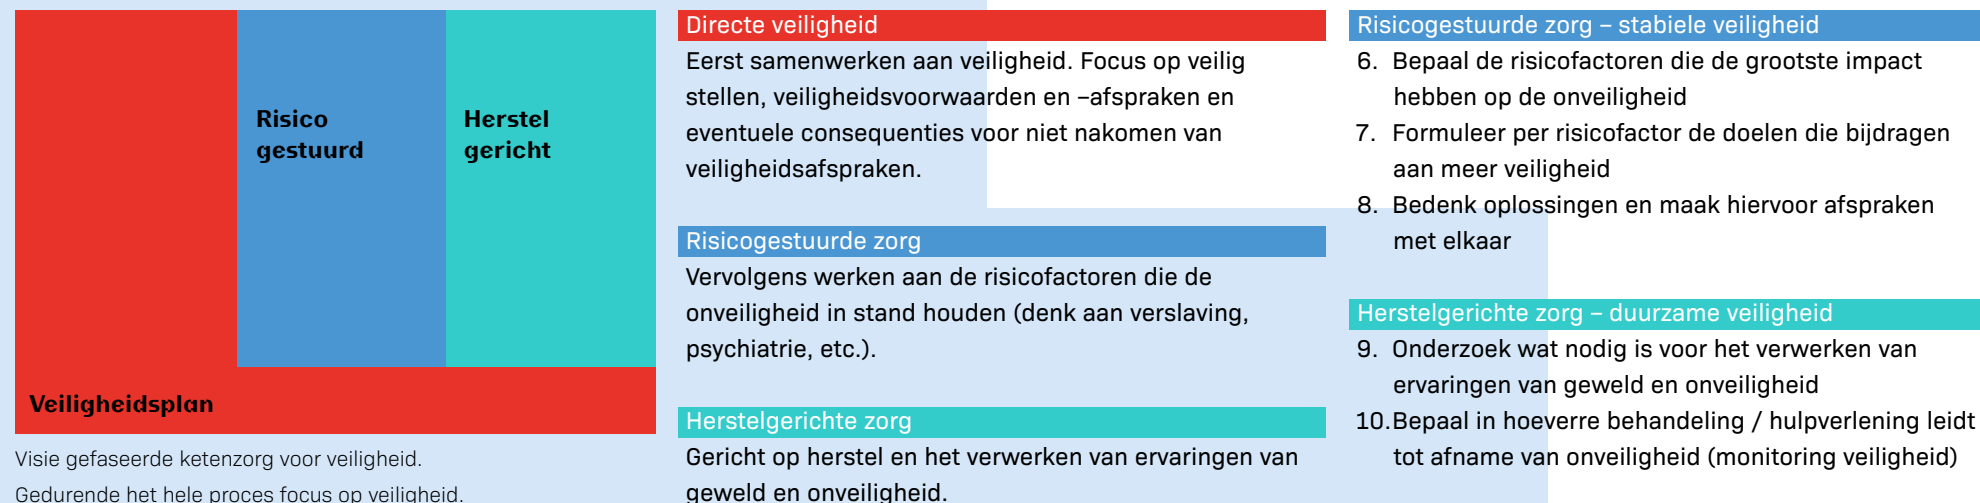 Risico
gestuurd
Herstel
gericht
Veiligheidsplan
Visie gefaseerde ketenzorg voor veiligheid.
Gedurende het hele proces focus op veiligheid.
Directe veiligheid
Eerst samenwerken aan veiligheid. Focus op veilig
stellen, veiligheidsvoorwaarden en –afspraken en
eventuele consequenties voor niet nakomen van
veiligheidsafspraken.
Risicogestuurde zorg
Vervolgens werken aan de risicofactoren die de
onveiligheid in stand houden (denk aan verslaving,
psychiatrie, etc.).
Herstelgerichte zorg
Gericht op herstel en het verwerken van ervaringen van
geweld en onveiligheid.
Risicogestuurde zorg – stabiele veiligheid
6. Bepaal de risicofactoren die de grootste impact
hebben op de onveiligheid
7. Formuleer per risicofactor de doelen die bijdragen
aan meer veiligheid
8. Bedenk oplossingen en maak hiervoor afspraken
met elkaar
Herstelgerichte zorg – duurzame veiligheid
9. Onderzoek wat nodig is voor het verwerken van
ervaringen van geweld en onveiligheid
10.Bepaal in hoeverre behandeling / hulpverlening leidt
tot afname van onveiligheid (monitoring veiligheid)